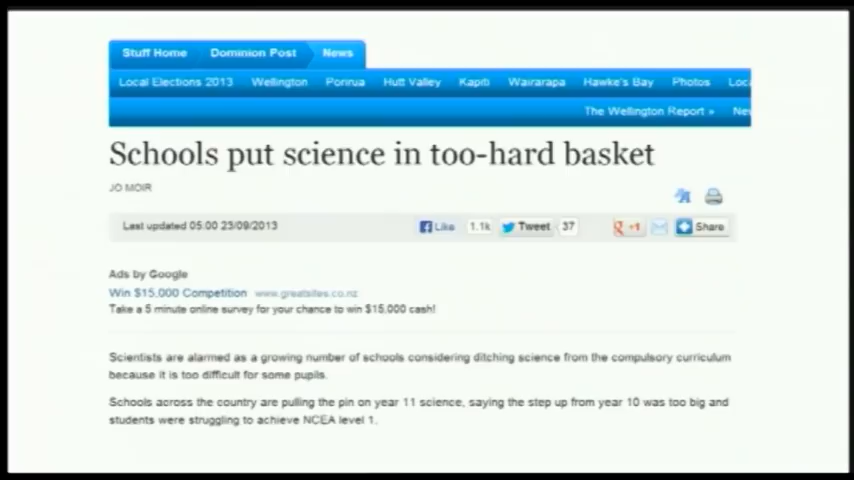 Stuff Home Dominion Post News
Local Elections 2013 Wellington Porirua Hutt Valley Kapiti Wairarapa Hawke's Bay Photos Loc
The Wellington Report » Ne
Schools put science in too-hard basket
JO MOIR
Last updated 05:00 23/09/2013 Like 1.1k Tweet 37 +1 Share
Ads by Google
Win $15,000 Competition www.greatsites.co.nz
Take a 5 minute online survey for your chance to win $15,000 cash!
Scientists are alarmed as a growing number of schools considering ditching science from the compulsory curriculum
because it is too difficult for some pupils.
Schools across the country are pulling the pin on year 11 science, saying the step up from year 10 was too big and
students were struggling to achieve NCEA level 1.